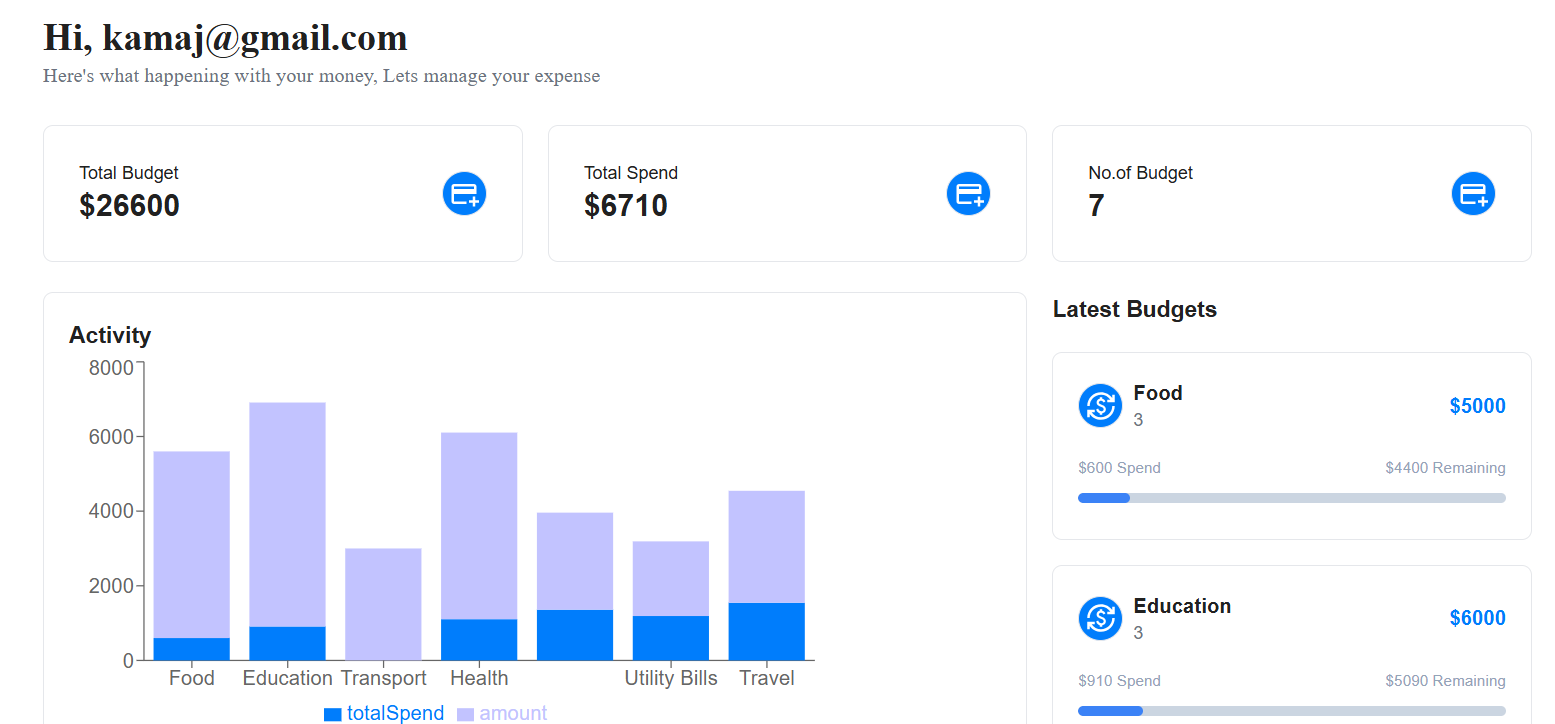 Hi, kamaj@gmail.com
Here's what happening with your money, Lets manage your expense
Total Budget
$26600
Total Spend
$6710
No.of Budget
7
Activity
8000
6000
4000
2000
0
Food Education Transport Health Utility Bills Travel
totalSpend amount
Latest Budgets
Food
3
$5000
$600 Spend $4400 Remaining
Education
3
$6000
$910 Spend $5090 Remaining